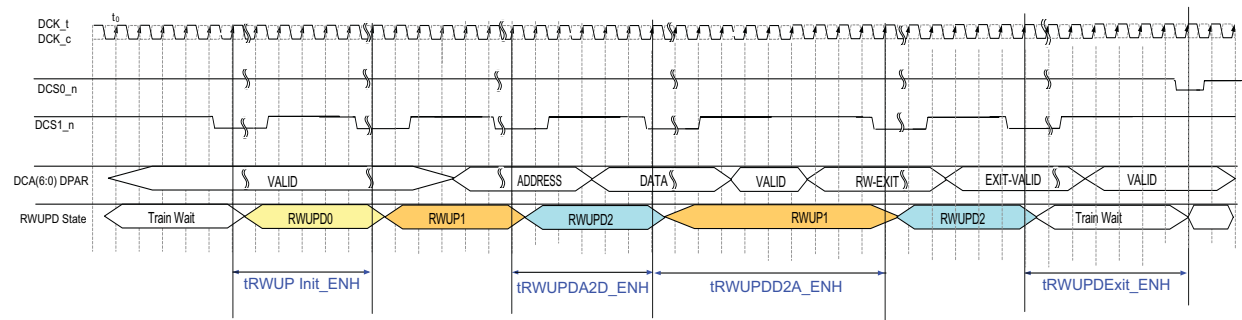 t0
DCK_t
DCK_c
DCS0_n
DCS1_n
DCA(6:0) DPAR VALID ADDRESS DATA VALID RW-EXIT EXIT-VALID VALID
RWUPD State Train Wait RWUPD0 RWUP1 RWUPD2 RWUP1 RWUPD2 Train Wait
tRWUP Init_ENH tRWUPDA2D_ENH tRWUPDD2A_ENH tRWUPDExit_ENH